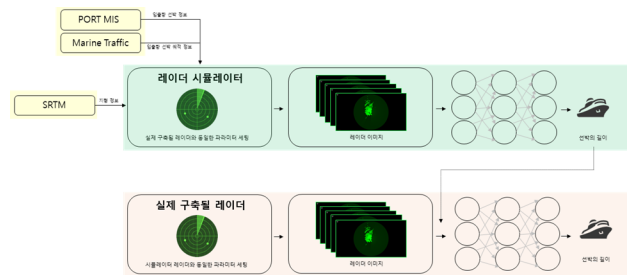 PORT MIS
입출항 선박 정보
Marine Traffic
입출항 선박 궤적 정보
SRTM
지형 정보
레이더 시뮬레이터
실제 구축될 레이더와 동일한 파라미터 세팅
레이더 이미지
선박의 길이
실제 구축될 레이더
시뮬레이터 레이더와 동일한 파라미터 세팅
레이더 이미지
선박의 길이